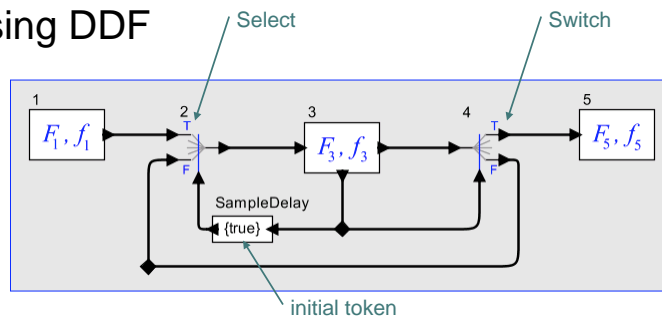 sing DDF
Select
Switch
1
F₁, f₁
2
T
F
3
F₃, f₃
4
T
F
5
F₅, f₅
SampleDelay
{true}
initial token